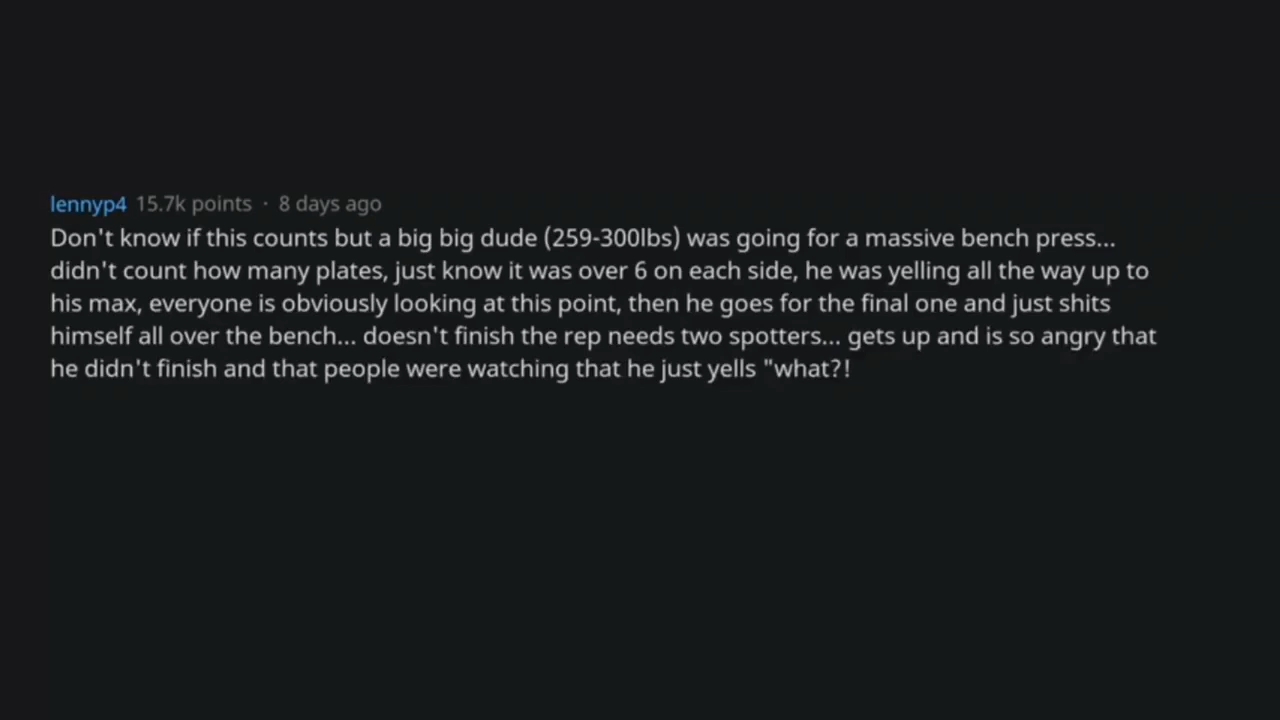 lennyp4 15.7k points · 8 days ago
Don't know if this counts but a big big dude (259-300lbs) was going for a massive bench press...
didn't count how many plates, just know it was over 6 on each side, he was yelling all the way up to
his max, everyone is obviously looking at this point, then he goes for the final one and just shits
himself all over the bench... doesn't finish the rep needs two spotters... gets up and is so angry that
he didn't finish and that people were watching that he just yells "what?!